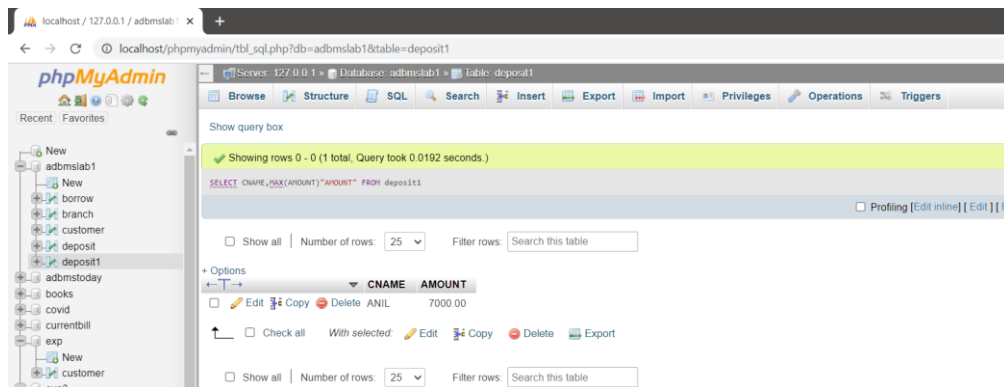 localhost / 127.0.0.1 / adbmslab1
localhost/phpmyadmin/tbl_sql.php?db=adbmslab1&table=deposit1
phpMyAdmin
Recent Favorites
New
adbmslab1
New
borrow
branch
customer
deposit
deposit1
adbmstoday
books
covid
currentbill
exp
New
customer
Server: 127.0.0.1 » Database: adbmslab1 » Table: deposit1
Browse Structure SQL Search Insert Export Import Privileges Operations Triggers
Show query box
Showing rows 0 - 0 (1 total, Query took 0.0192 seconds.)
SELECT CNAME,MAX(AMOUNT)"AMOUNT" FROM deposit1
Profiling [Edit inline] [ Edit ] [
Show all | Number of rows: 25 Filter rows: Search this table
+ Options
←T→ CNAME AMOUNT
Edit Copy Delete ANIL 7000.00
Check all With selected: Edit Copy Delete Export
Show all | Number of rows: 25 Filter rows: Search this table